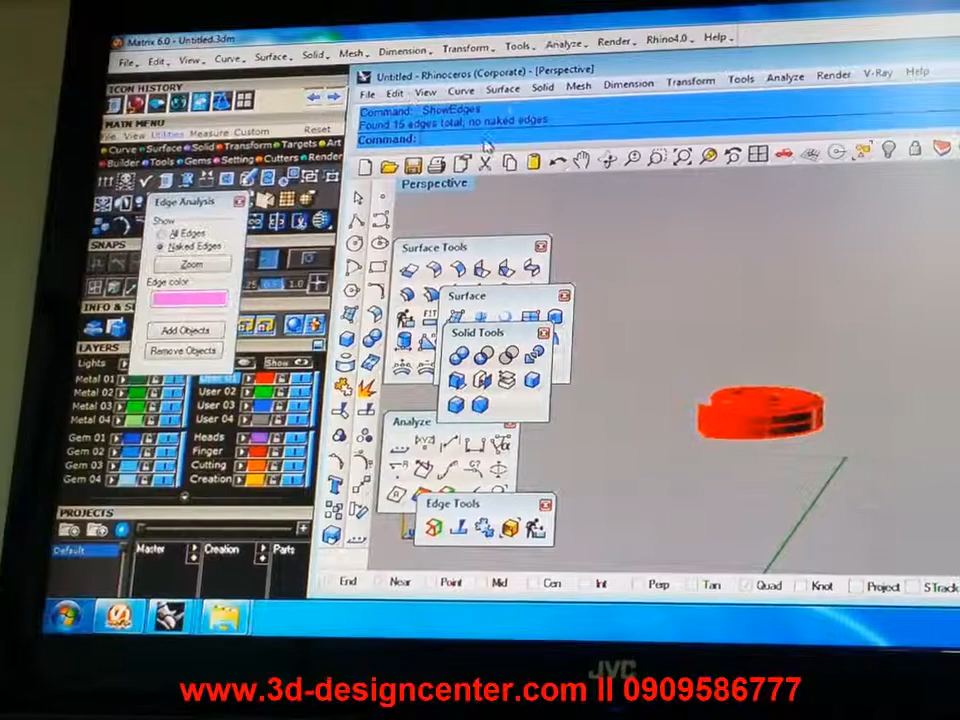 Matrix 6.0 - Untitled.3dm
File. Edit. View. Curve. Surface. Solid. Mesh. Dimension. Transform. Tools. Analyze. Render. Rhino4.0. Help.
Untitled - Rhinoceros (Corporate) - [Perspective]
File Edit View Curve Surface Solid Mesh Dimension Transform Tools Analyze Render V-Ray Help
Command: ShowEdges
Found 15 edges total; no naked edges
Command:
ICON HISTORY
MAIN MENU
File View Utilities Measure Custom Reset
Curve Surface Solid Transform Targets Art
Builder Tools Gems Setting Cutters Render
Edge Analysis
Show
All Edges
Naked Edges
Zoom
Edge color
Add Objects
Remove Objects
SNAPS
25 0.5 1.0
INFO & S
LAYERS
Lights Show
Metal 01
Metal 02 User 02
Metal 03 User 03
Metal 04 User 04
Gem 01 Heads
Gem 02 Finger
Gem 03 Cutting
Gem 04 Creation
PROJECTS
Default Master Creation Parts
Perspective
Surface Tools
Surface
Solid Tools
Analyze
Edge Tools
End Near Point Mid Cen Int Perp Tan Quad Knot Project STrack
JVC
www.3d-designcenter.com II 0909586777